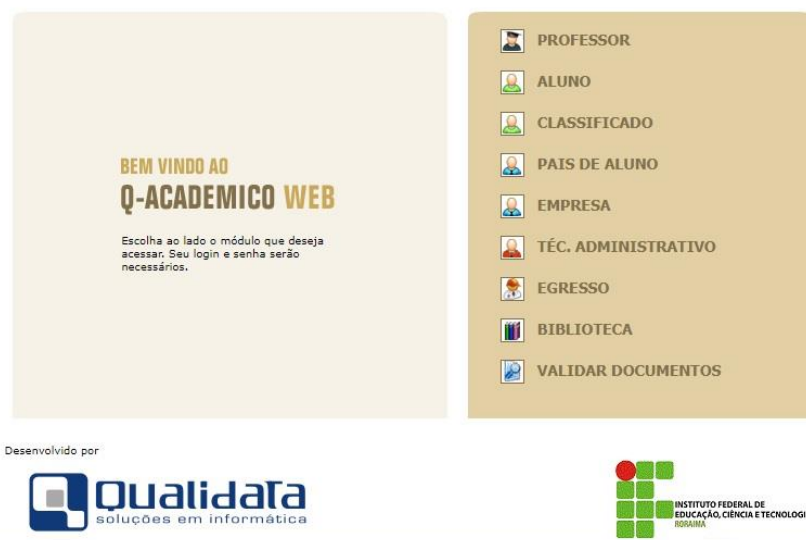 BEM VINDO AO
Q-ACADEMICO WEB
Escolha ao lado o módulo que deseja
acessar. Seu login e senha serão
necessários.
PROFESSOR
ALUNO
CLASSIFICADO
PAIS DE ALUNO
EMPRESA
TÉC. ADMINISTRATIVO
EGRESSO
BIBLIOTECA
VALIDAR DOCUMENTOS
Desenvolvido por
Qualidata
soluções em informática
INSTITUTO FEDERAL DE
EDUCAÇÃO, CIÊNCIA E TECNOLOGI
RORAIMA